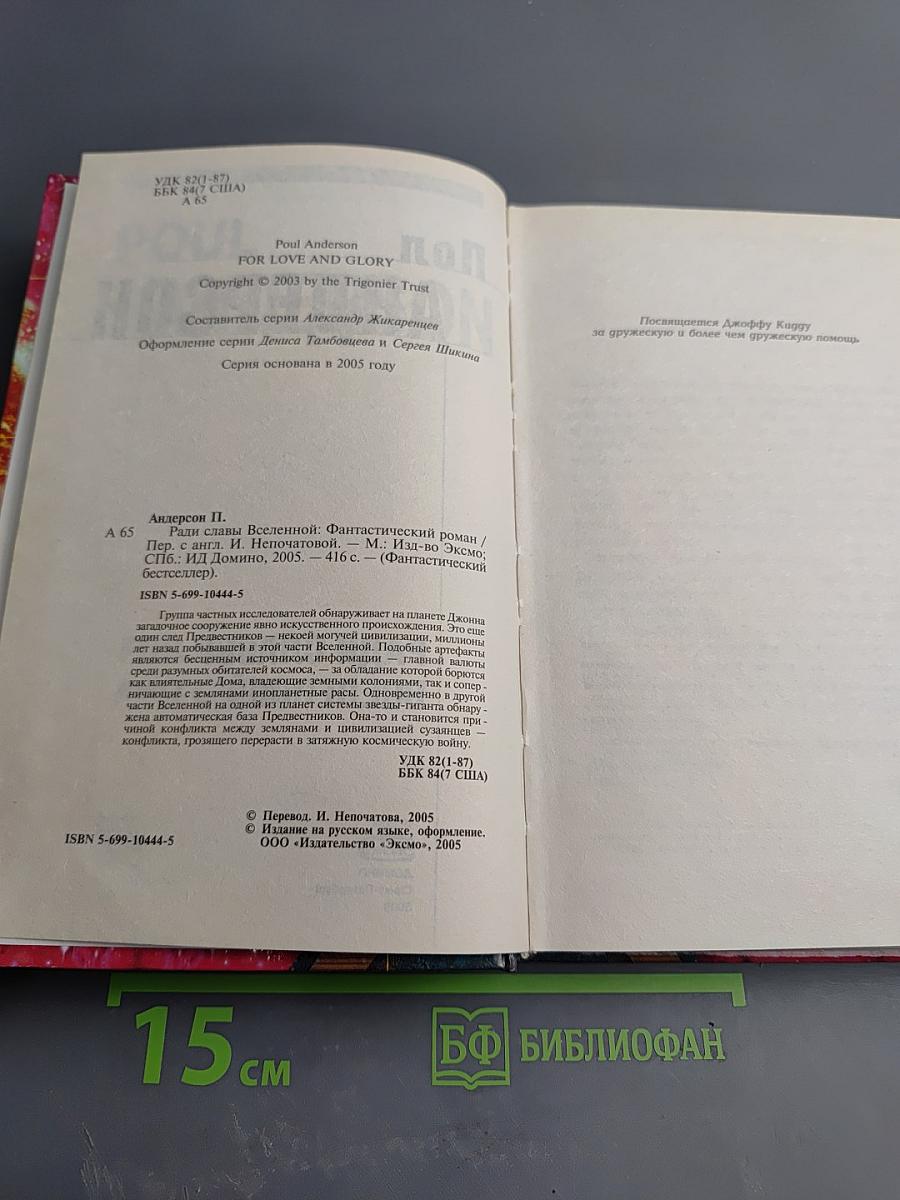 УДК 82(1-87)
ББК 84(7 США)
А 65
Poul Anderson
FOR LOVE AND GLORY
Copyright © 2003 by the Trigonier Trust
Составитель серии Александр Жикаренцев
Оформление серии Дениса Тамбовцева и Сергея Шикина
Серия основана в 2005 году
Андерсон П.
А 65 Ради славы Вселенной: Фантастический роман /
Пер. с англ. И. Непочатовой. — М.: Изд-во Эксмо;
СПб.: ИД Домино, 2005. — 416 с. — (Фантастический
бестселлер).
ISBN 5-699-10444-5
Группа частных исследователей обнаруживает на планете Джонна
загадочное сооружение явно искусственного происхождения. Это еще
один след Предвестников — некоей могучей цивилизации, миллионы
лет назад побывавшей в этой части Вселенной. Подобные артефакты
являются бесценным источником информации — главной валюты
среди разумных обитателей космоса, — за обладание которой борются
как влиятельные Дома, владеющие земными колониями, так и сопер-
ничающие с землянами инопланетные расы. Одновременно в другой
части Вселенной на одной из планет системы звезды-гиганта обнару-
жена автоматическая база Предвестников. Она-то и становится при-
чиной конфликта между землянами и цивилизацией сузаянцев —
конфликта, грозящего перерасти в затяжную космическую войну.
УДК 82(1-87)
ББК 84(7 США)
© Перевод. И. Непочатова, 2005
© Издание на русском языке, оформление.
ООО «Издательство «Эксмо», 2005
ISBN 5-699-10444-5
Посвящается Джоффу Кидду
за дружескую и более чем дружескую помощь
15 см
БФ БИБЛИОФАН